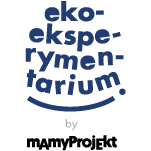 eko-
ekspe-
rymen-
tarium.
by
mAmyProjEkt